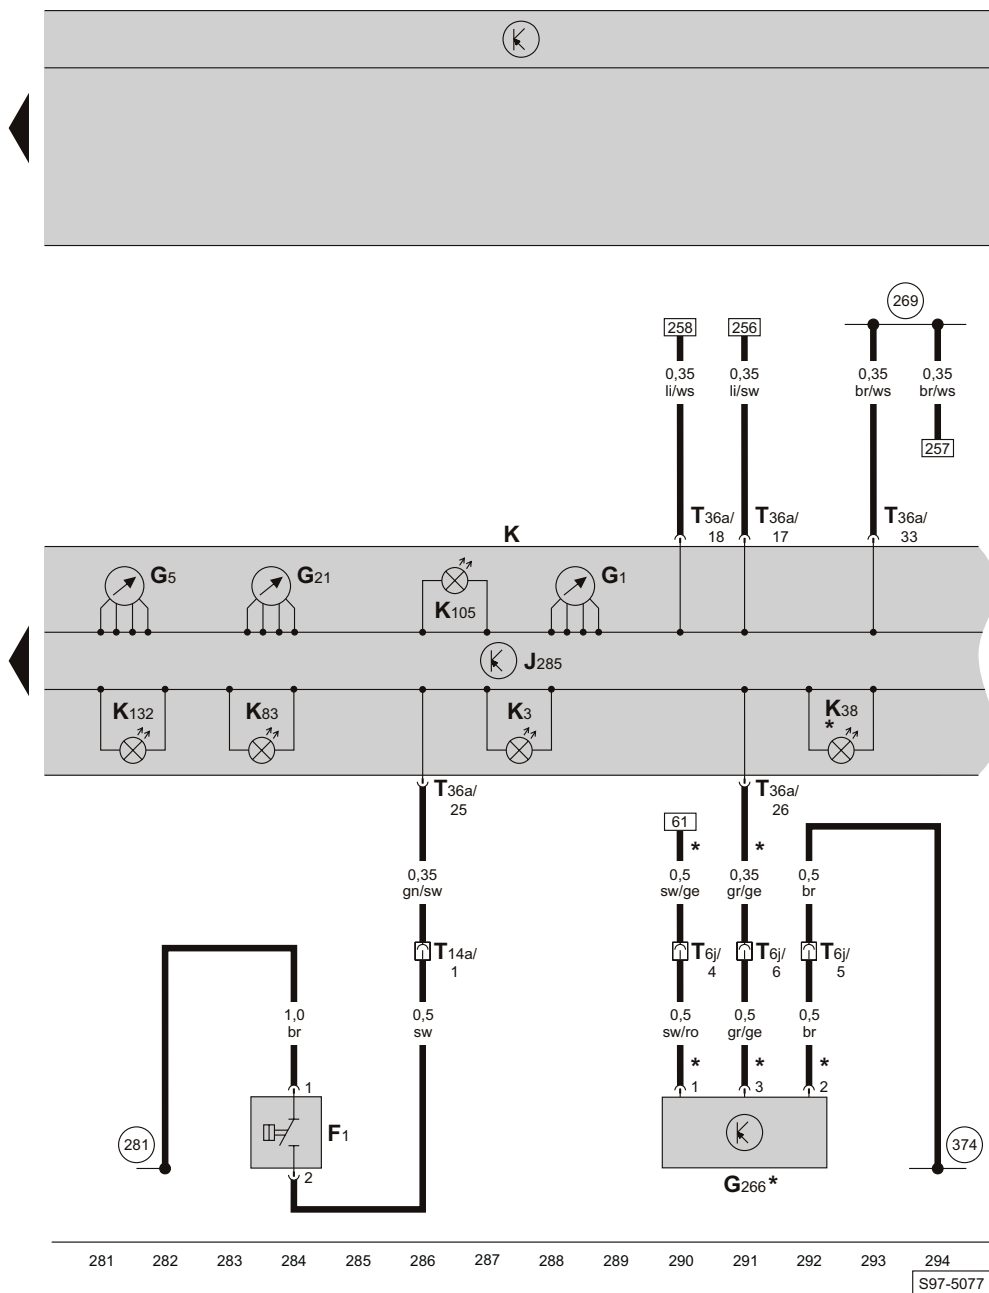 269
258 256
0,35 0,35 0,35 0,35
li/ws li/sw br/ws br/ws
257
K T36a/ T36a/ T36a/
18 17 33
G5 G21 G1
K105
J285
K132 K83 K3 K38
*
T36a/ T36a/
25 26
61
* *
0,35 0,5 0,35 0,5
gn/sw sw/ge gr/ge br
T14a/ T6j/ T6j/ T6j/
1 4 6 5
1,0 0,5 0,5 0,5 0,5
br sw sw/ro gr/ge br
* * *
1 1 3 2
F1
281 374
2
G266*
281 282 283 284 285 286 287 288 289 290 291 292 293 294
S97-5077